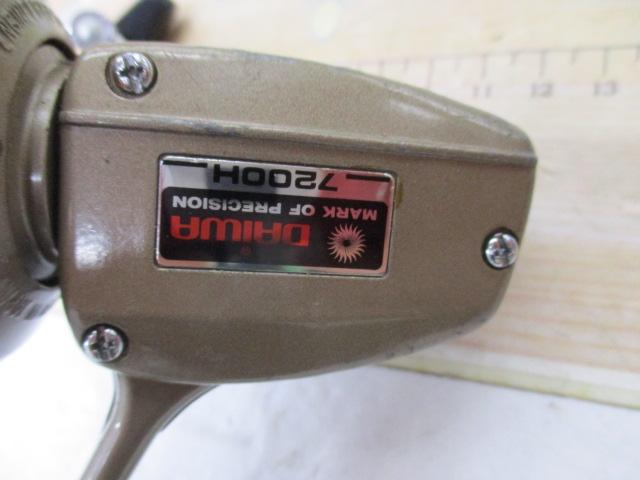 DAIWA
®
MARK OF PRECISION
7200H
11
12
13